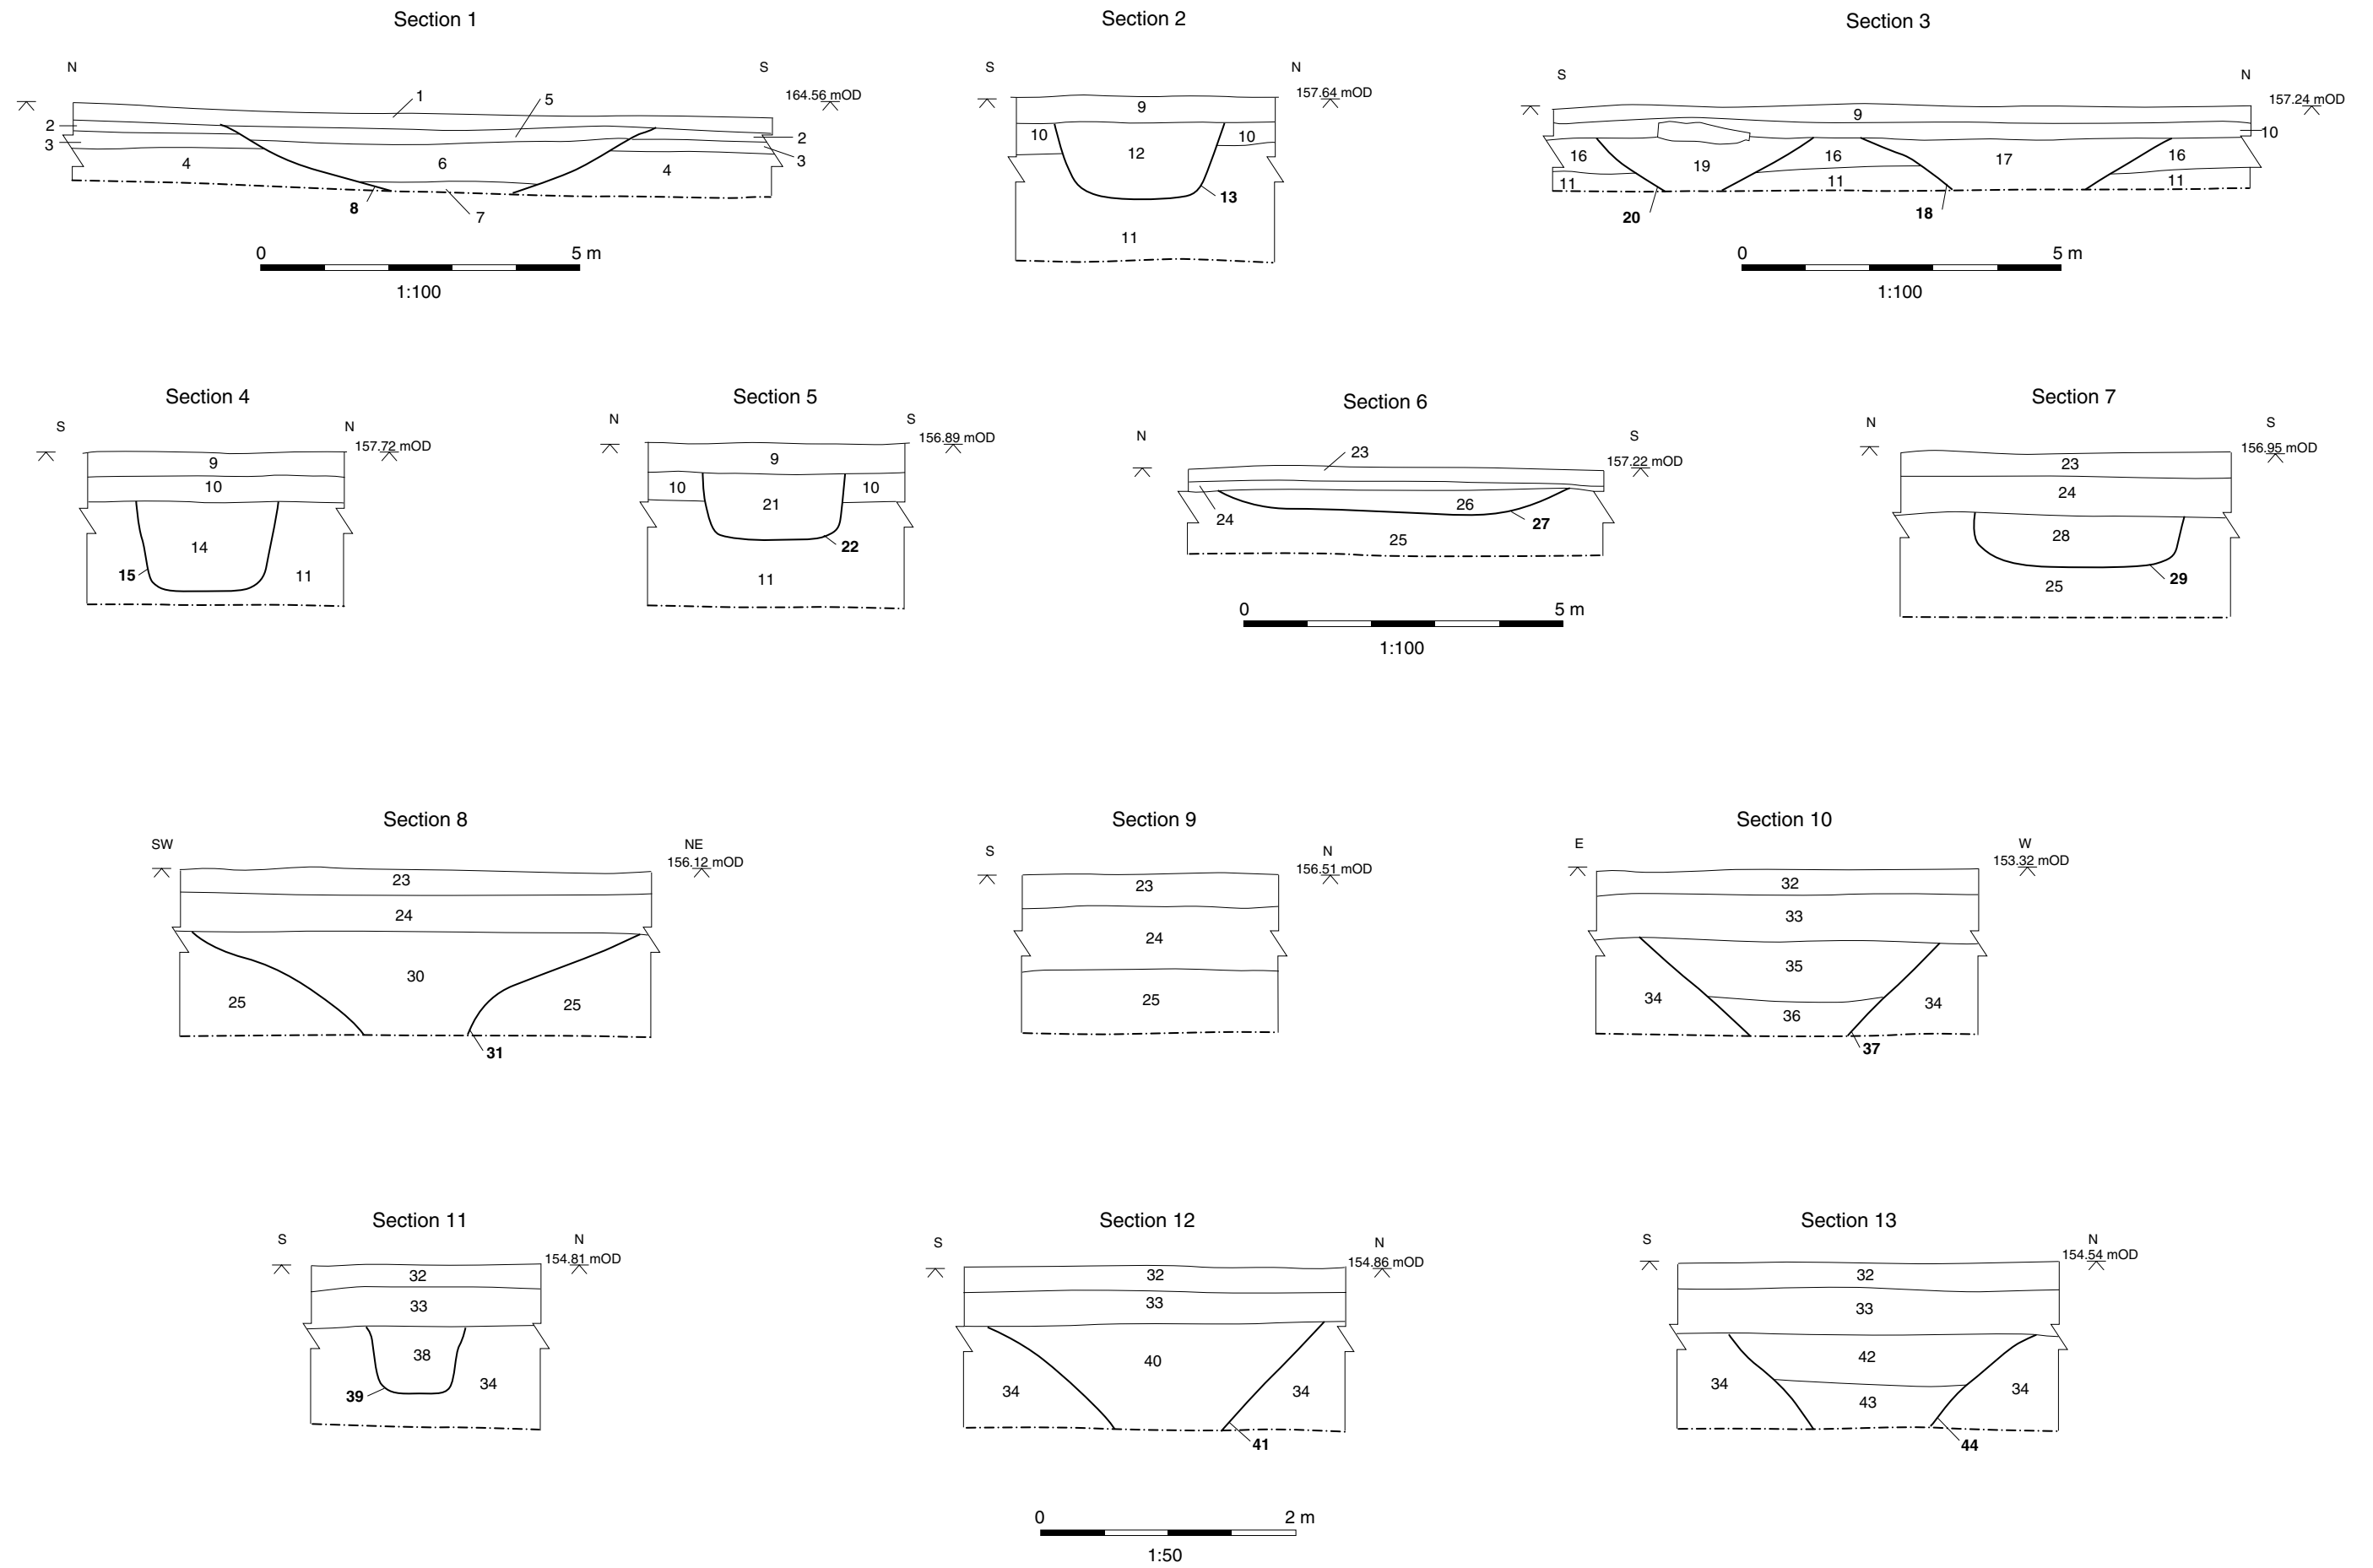 Section 1
N
S
164.56 mOD
1
5
2
3
2
3
4
6
4
8
7
0
5 m
1:100
Section 2
S
N
157.64 mOD
9
10
10
12
13
11
Section 3
S
N
157.24 mOD
9
10
16
19
16
17
16
11
11
11
20
18
0
5 m
1:100
Section 4
S
N
157.72 mOD
9
10
14
15
11
Section 5
N
S
156.89 mOD
9
10
21
10
22
11
Section 6
N
S
157.22 mOD
23
26
24
27
25
0
5 m
1:100
Section 7
N
S
156.95 mOD
23
24
28
29
25
Section 8
SW
NE
156.12 mOD
23
24
30
25
25
31
Section 9
S
N
156.51 mOD
23
24
25
Section 10
E
W
153.32 mOD
32
33
35
34
34
36
37
Section 11
S
N
154.81 mOD
32
33
38
39
34
Section 12
S
N
154.86 mOD
32
33
40
34
34
41
Section 13
S
N
154.54 mOD
32
33
42
34
34
43
44
0
2 m
1:50